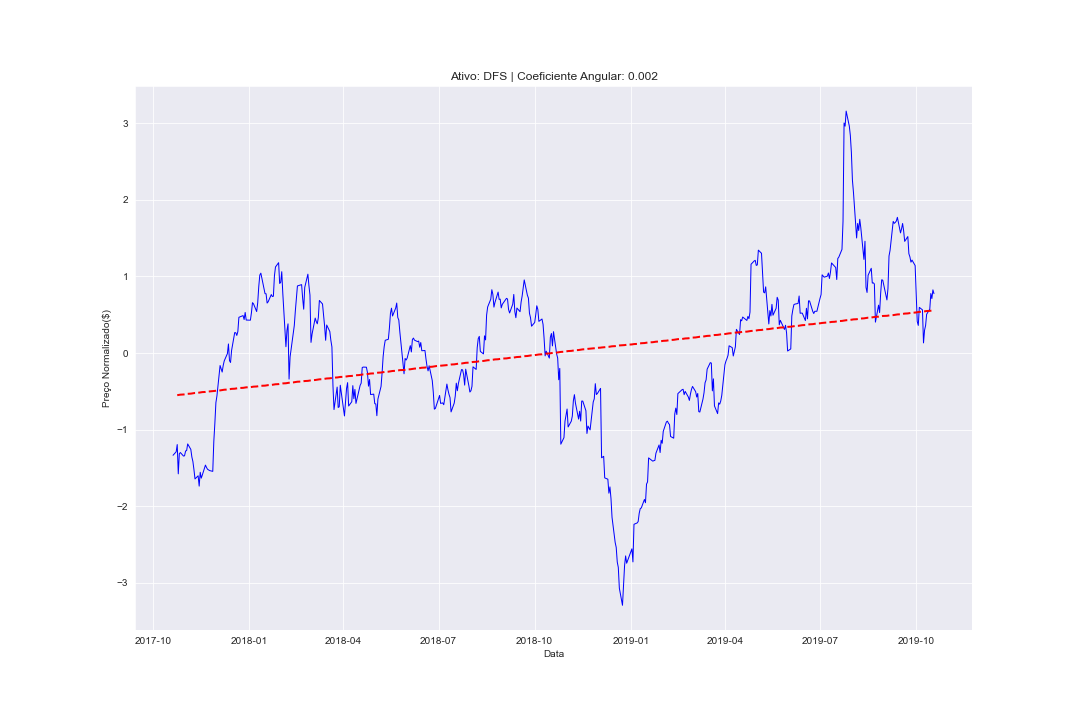 Ativo: DFS | Coeficiente Angular: 0.002
Preço Normalizado($)
3
2
1
0
−1
−2
−3
2017-10 2018-01 2018-04 2018-07 2018-10 2019-01 2019-04 2019-07 2019-10
Data